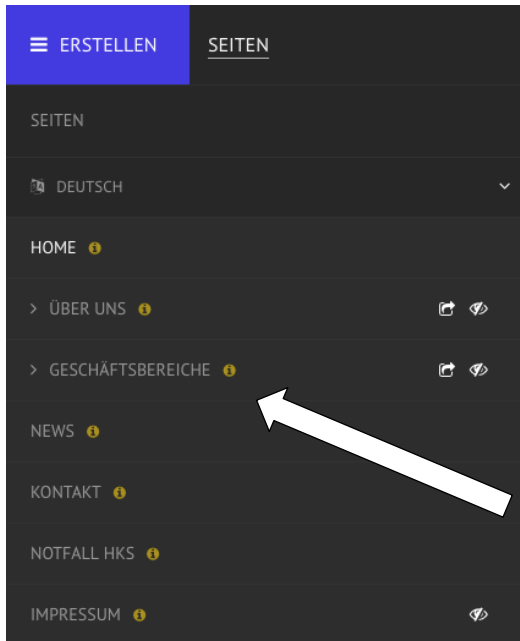 ERSTELLEN SEITEN
SEITEN
DEUTSCH
HOME
ÜBER UNS
GESCHÄFTSBEREICHE
NEWS
KONTAKT
NOTFALL HKS
IMPRESSUM